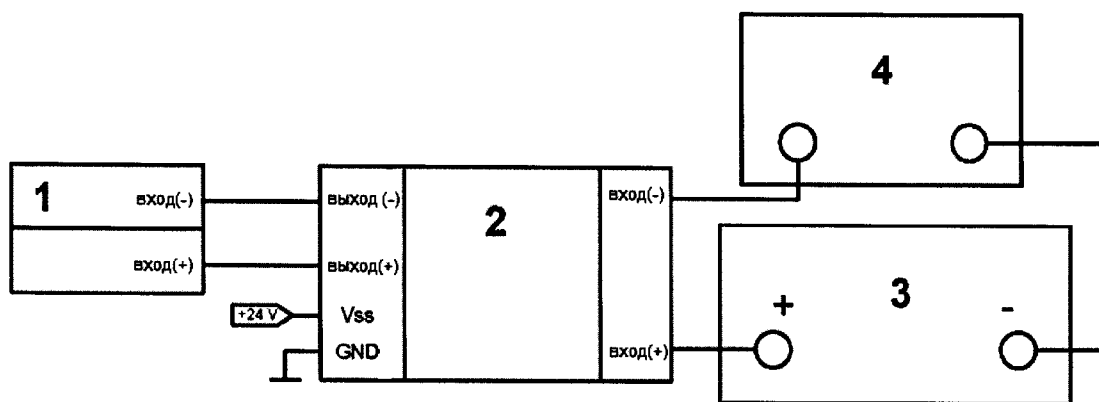 4
1
вход(-)
выход (-)
2
вход(-)
вход(+)
выход(+)
3
+24 V
Vss
+
-
GND
вход(+)